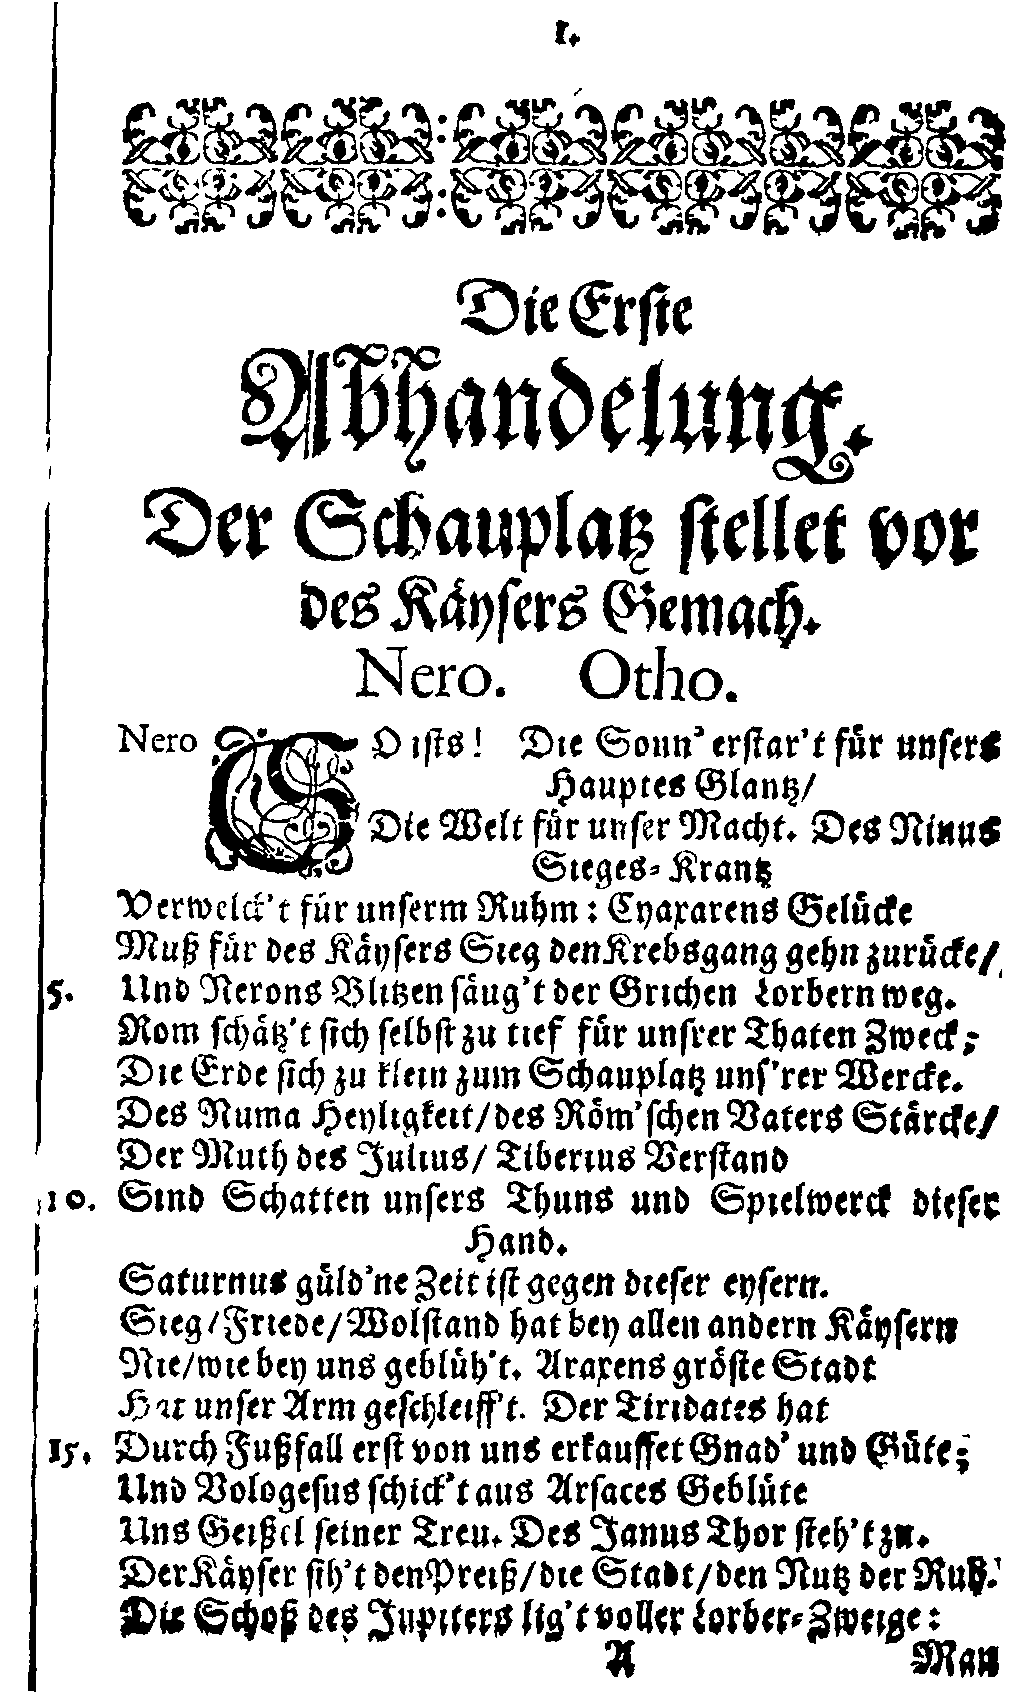 I.
Die Erste
Abhandelung.
Der Schauplatz stellet vor
des Käysers Gemach.
Nero. Otho.
Nero SO ists! Die Sonn' erstar't für unsers
Hauptes Glantz/
Die Welt für unser Macht. Des Ninus
Sieges-Krantz
Verwelck't für unserm Ruhm: Cyaxarens Gelücke
Muß für des Käysers Sieg den Krebsgang gehn zurücke/
5. Und Nerons Blitzen säug't der Grichen Lorbern weg.
Rom schätz't sich selbst zu tief für unsrer Thaten Zweck;
Die Erde sich zu klein zum Schauplatz uns'rer Wercke.
Des Numa Heyligkeit/des Röm'schen Vaters Stärcke/
Der Muth des Julius/ Tiberius Verstand
10. Sind Schatten unsers Thuns und Spielwerck dieser
Hand.
Saturnus güld'ne Zeit ist gegen dieser eysern.
Sieg/Friede/Wolstand hat bey allen andern Käysern
Nie/wie bey uns geblüh't. Araxens gröste Stadt
Hat unser Arm geschleiff't. Der Tiridates hat
15. Durch Fußfall erst von uns erkauffet Gnad' und Güte;
Und Vologesus schick't aus Arsaces Geblüte
Uns Geißel seiner Treu. Des Janus Thor steh't zu.
Der Käyser sih't den Preiß/die Stadt/den Nutz der Ruh.
Die Schoß des Jupiters lig't voller Lorber-Zweige:
A Man